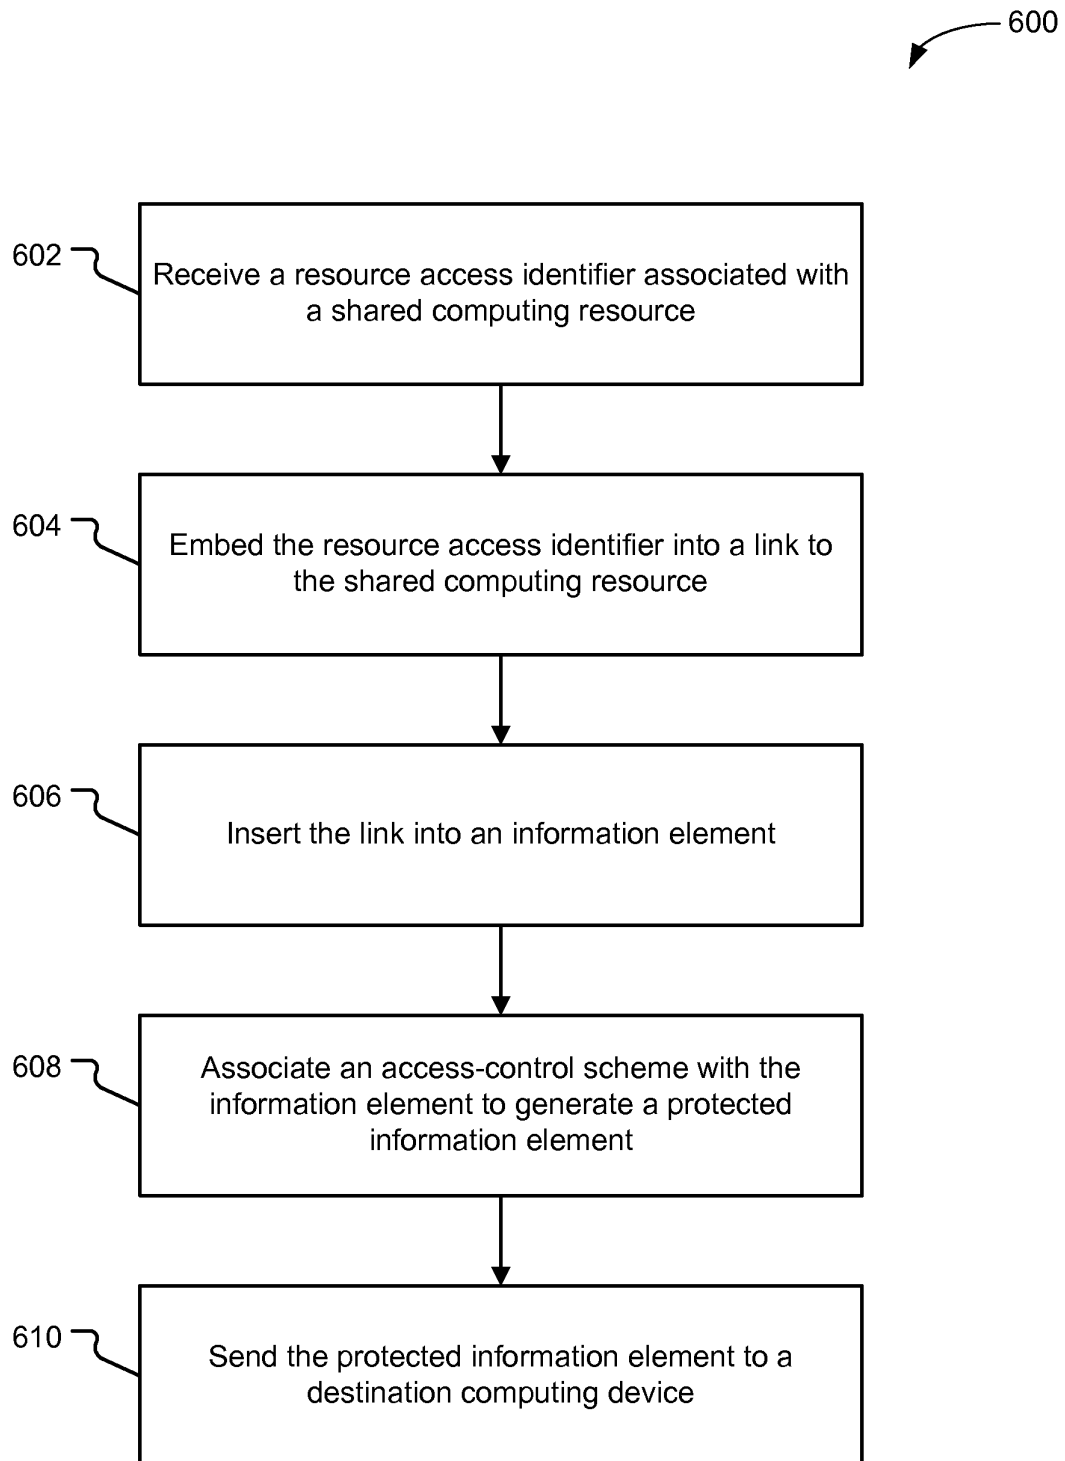 600
602
Receive a resource access identifier associated with
a shared computing resource
604
Embed the resource access identifier into a link to
the shared computing resource
606
Insert the link into an information element
608
Associate an access-control scheme with the
information element to generate a protected
information element
610
Send the protected information element to a
destination computing device